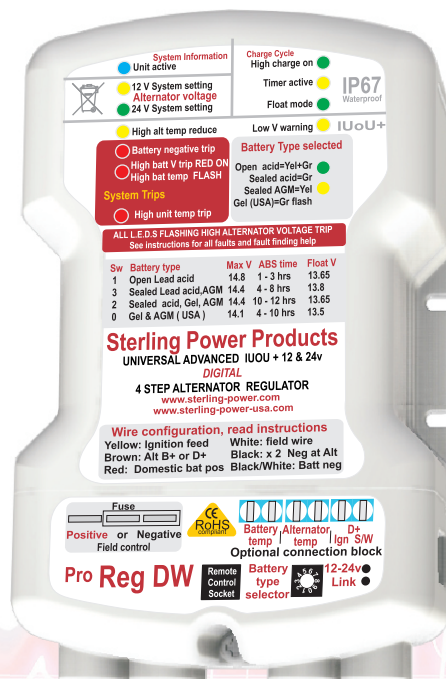 System Information
Unit active
12 V System setting
Alternator voltage
24 V System setting
High alt temp reduce
Charge Cycle
High charge on
Timer active
Float mode
IP67
Waterproof
Low V warning
IUoU+
Battery negative trip
High batt V trip RED ON
High bat temp FLASH
System Trips
High unit temp trip
Battery Type selected
Open acid=Yel+Gr
Sealed acid=Gr
Sealed AGM=Yel
Gel (USA)=Gr flash
ALL L.E.D.S FLASHING HIGH ALTERNATOR VOLTAGE TRIP
See instructions for all faults and fault finding help
Sw Battery type Max V ABS time Float V
1 Open Lead acid 14.8 1 - 3 hrs 13.65
3 Sealed Lead acid,AGM 14.4 4 - 8 hrs 13.8
2 Sealed acid, Gel, AGM 14.4 10 - 12 hrs 13.65
0 Gel & AGM ( USA ) 14.1 4 - 10 hrs 13.5
Sterling Power Products
UNIVERSAL ADVANCED IUOU + 12 & 24v
DIGITAL
4 STEP ALTERNATOR REGULATOR
www.sterling-power.com
www.sterling-power-usa.com
Wire configuration, read instructions
Yellow: Ignition feed White: field wire
Brown: Alt B+ or D+ Black: x 2 Neg at Alt
Red: Domestic bat pos Black/White: Batt neg
Fuse
Positive or Negative
Field control
CE
RoHS
compliant
Battery temp
Alternator temp
D+
Ign S/W
Optional connection block
Pro Reg DW
Remote
Control
Socket
Battery
type
selector
12-24v
Link